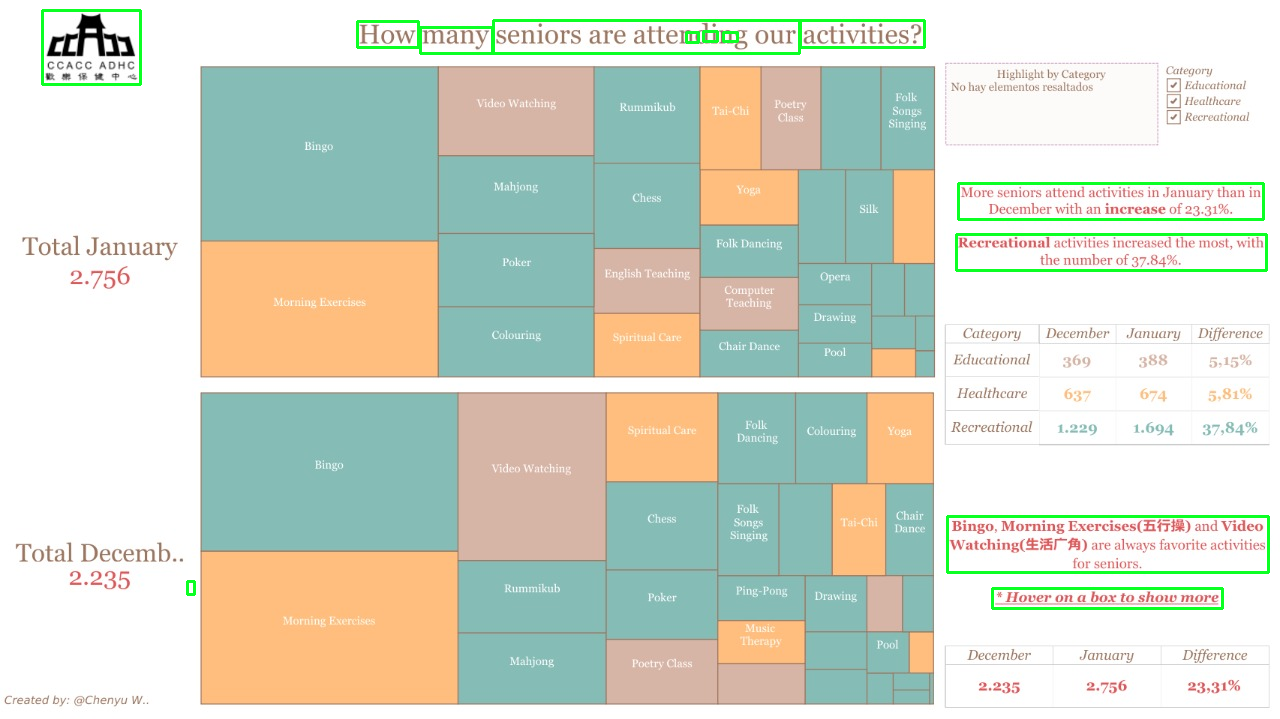 CCACC ADHC
歡樂保健中心
How many seniors are attending our activities?
Highlight by Category
No hay elementos resaltados
Category
Educational
Healthcare
Recreational
Total January
2.756
Bingo
Morning Exercises
Video Watching
Mahjong
Poker
Colouring
Rummikub
Chess
English Teaching
Spiritual Care
Tai-Chi
Poetry Class
Folk Songs Singing
Yoga
Folk Dancing
Computer Teaching
Chair Dance
Silk
Opera
Drawing
Pool
More seniors attend activities in January than in
December with an increase of 23.31%.
Recreational activities increased the most, with
the number of 37.84%.
Category December January Difference
Educational 369 388 5,15%
Healthcare 637 674 5,81%
Recreational 1.229 1.694 37,84%
Total Decemb..
2.235
Bingo
Morning Exercises
Video Watching
Rummikub
Mahjong
Spiritual Care
Chess
Poker
Poetry Class
Folk Dancing
Colouring
Yoga
Folk Songs Singing
Tai-Chi
Chair Dance
Ping-Pong
Music Therapy
Drawing
Pool
Bingo, Morning Exercises(五行操) and Video
Watching(生活广角) are always favorite activities
for seniors.
* Hover on a box to show more
December January Difference
2.235 2.756 23,31%
Created by: @Chenyu W..